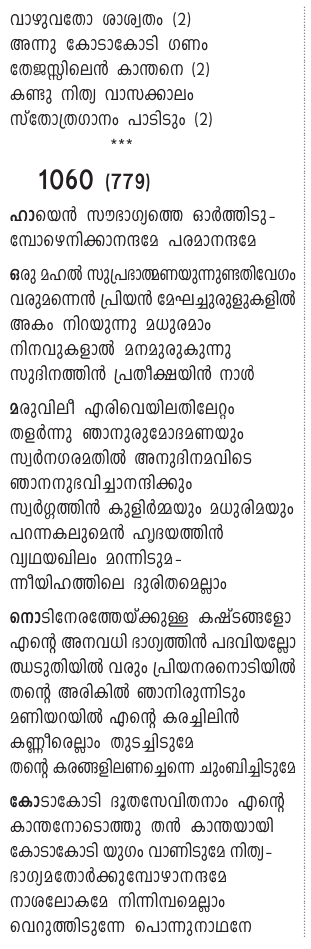 വാഴുവതോ ശാശ്വതം (2)
അന്നു കോടാകോടി ഗണം
തേജസ്സിലെൻ കാന്തനെ (2)
കണ്ടു നിത്യ വാസക്കാലം
സ്തോത്രഗാനം പാടിടും (2)
***
1060 (779)
ഹായെൻ സൗഭാഗ്യത്തെ ഓർത്തിടു-
മ്പോഴെനിക്കാനന്ദമേ പരമാനന്ദമേ
ഒരു മഹൽ സുപ്രഭാതമണയുന്നുണ്ടതിവേഗം
വരുമന്നെൻ പ്രിയൻ മേഘച്ചുരുളുകളിൽ
അകം നിറയുന്നു മധുരമാം
നിനവുകളാൽ മനമുരുകുന്നു
സുദിനത്തിൻ പ്രതീക്ഷയിൻ നാൾ
മരുവിലീ എരിവെയിലതിലേറ്റം
തളർന്നു ഞാനുരുമോദമണയും
സ്വർനഗരമതിൽ അനുദിനമവിടെ
ഞാനനുഭവിച്ചാനന്ദിക്കും
സ്വർഗ്ഗത്തിൻ കുളിർമ്മയും മധുരിമയും
പറന്നകലുമെൻ ഹൃദയത്തിൻ
വ്യഥയഖിലം മറന്നിടുമ-
ന്നീയിഹത്തിലെ ദുരിതമെല്ലാം
നൊടിനേരത്തേയ്ക്കുള്ള കഷ്ടങ്ങളോ
എന്റെ അനവധി ഭാഗ്യത്തിൻ പദവിയല്ലോ
ഝടുതിയിൽ വരും പ്രിയനരനൊടിയിൽ
തന്റെ അരികിൽ ഞാനിരുന്നിടും
മണിയറയിൽ എന്റെ കരച്ചിലിൻ
കണ്ണീരെല്ലാം തുടച്ചിടുമേ
തന്റെ കരങ്ങളിലണച്ചെന്നെ ചുംബിച്ചിടുമേ
കോടാകോടി ദൂതസേവിതനാം എന്റെ
കാന്തനോടൊത്തു തൻ കാന്തയായി
കോടാകോടി യുഗം വാണിടുമേ നിത്യ-
ഭാഗ്യമതോർക്കുമ്പോഴാനന്ദമേ
നാശലോകമേ നിന്നിമ്പമെല്ലാം
വെറുത്തിടുന്നേ പൊന്നുനാഥനേ